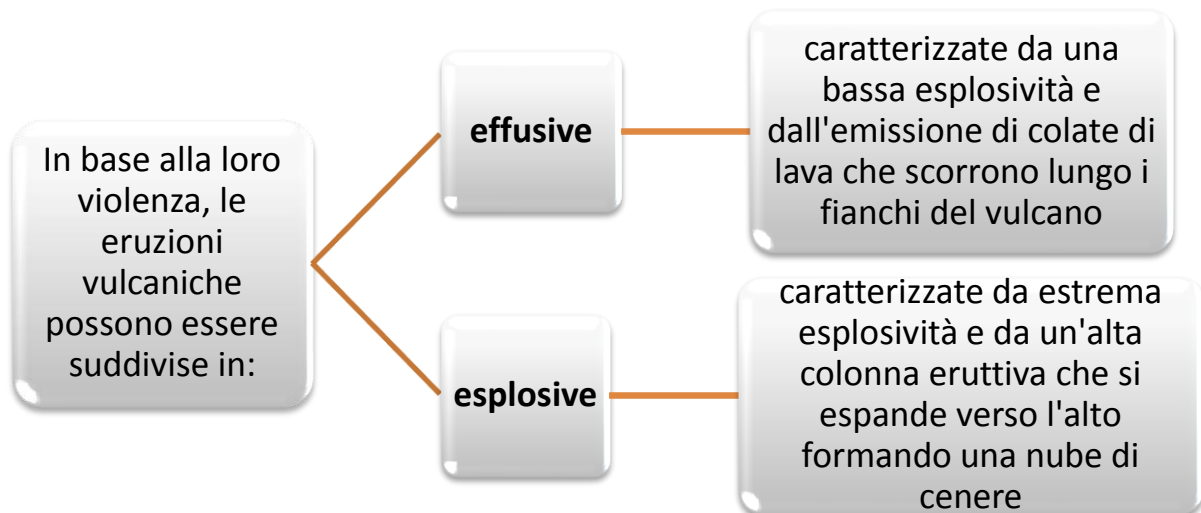 In base alla loro
violenza, le
eruzioni
vulcaniche
possono essere
suddivise in:
effusive
caratterizzate da una
bassa esplosività e
dall'emissione di colate di
lava che scorrono lungo i
fianchi del vulcano
esplosive
caratterizzate da estrema
esplosività e da un'alta
colonna eruttiva che si
espande verso l'alto
formando una nube di
cenere